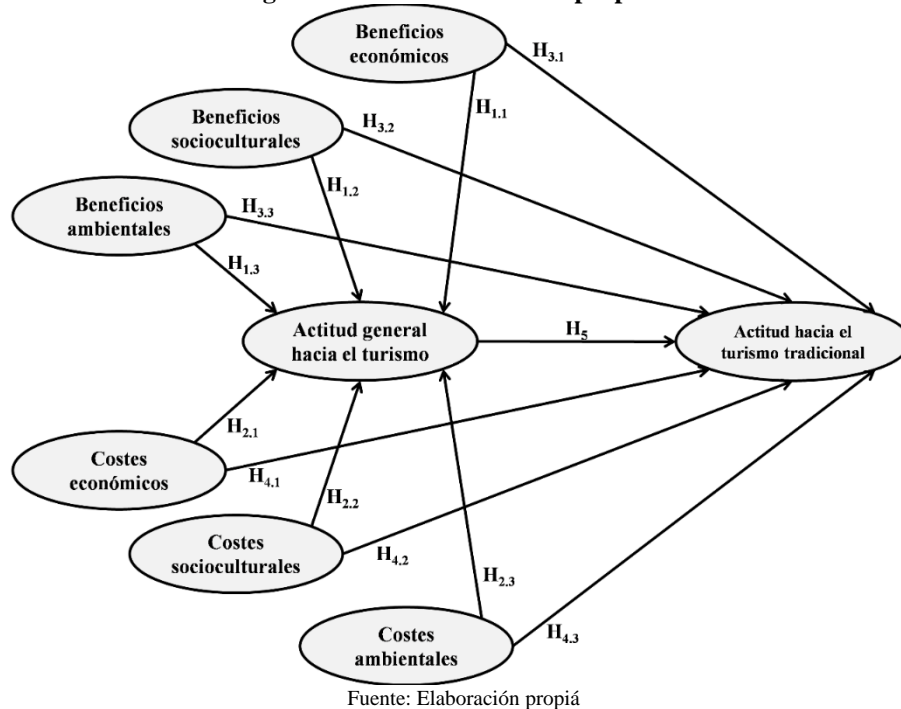 Beneficios
económicos
H3.1
H1.1
Beneficios
socioculturales
H3.2
H1.2
Beneficios
ambientales
H3.3
H1.3
Actitud general
hacia el turismo
H5
Actitud hacia el
turismo tradicional
H2.1
Costes
económicos
H4.1
H2.2
Costes
socioculturales
H4.2
H2.3
Costes
ambientales
H4.3
Fuente: Elaboración propiá